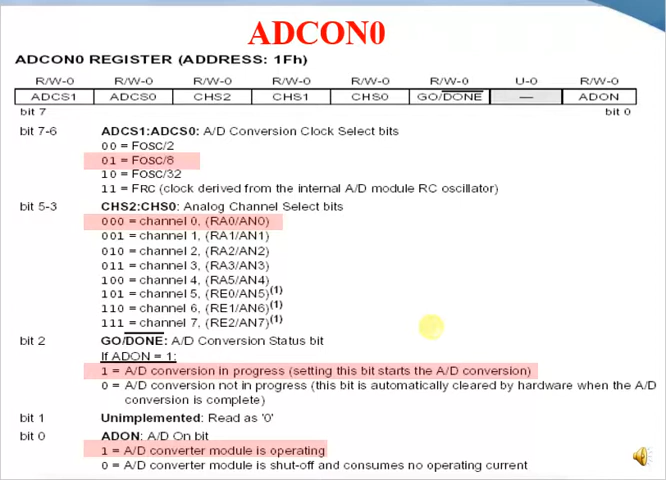 ADCON0
ADCON0 REGISTER (ADDRESS: 1Fh)
R/W-0 R/W-0 R/W-0 R/W-0 R/W-0 R/W-0 U-0 R/W-0
ADCS1 ADCS0 CHS2 CHS1 CHS0 GO/DONE — ADON
bit 7 bit 0
bit 7-6 ADCS1:ADCS0: A/D Conversion Clock Select bits
00 = FOSC/2
01 = FOSC/8
10 = FOSC/32
11 = FRC (clock derived from the internal A/D module RC oscillator)
bit 5-3 CHS2:CHS0: Analog Channel Select bits
000 = channel 0, (RA0/AN0)
001 = channel 1, (RA1/AN1)
010 = channel 2, (RA2/AN2)
011 = channel 3, (RA3/AN3)
100 = channel 4, (RA5/AN4)
101 = channel 5, (RE0/AN5)(1)
110 = channel 6, (RE1/AN6)(1)
111 = channel 7, (RE2/AN7)(1)
bit 2 GO/DONE: A/D Conversion Status bit
If ADON = 1:
1 = A/D conversion in progress (setting this bit starts the A/D conversion)
0 = A/D conversion not in progress (this bit is automatically cleared by hardware when the A/D
conversion is complete)
bit 1 Unimplemented: Read as '0'
bit 0 ADON: A/D On bit
1 = A/D converter module is operating
0 = A/D converter module is shut-off and consumes no operating current